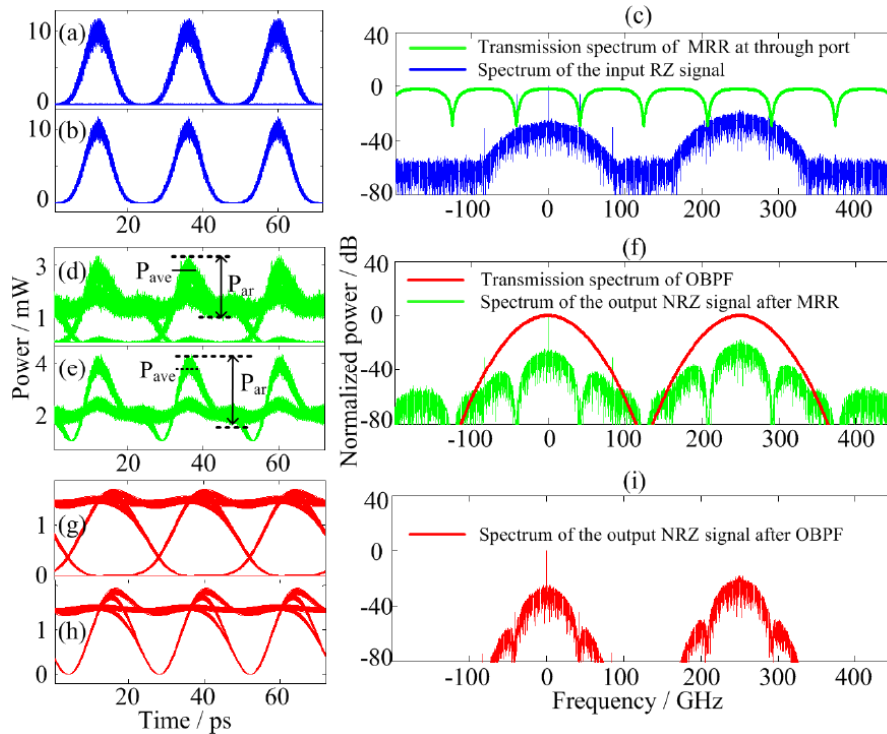 10
0
(a)
10
0
(b)
20
40
60
3
1
(d)
P_ave
P_ar
4
2
(e)
P_ave
P_ar
20
40
60
Power / mW
1
0
(g)
1
0
(h)
20
40
60
Time / ps
(c)
40
0
-40
-80
Transmission spectrum of MRR at through port
Spectrum of the input RZ signal
-100
0
100
200
300
400
(f)
40
0
-40
-80
Transmission spectrum of OBPF
Spectrum of the output NRZ signal after MRR
-100
0
100
200
300
400
Normalized power / dB
(i)
40
0
-40
-80
Spectrum of the output NRZ signal after OBPF
-100
0
100
200
300
400
Frequency / GHz